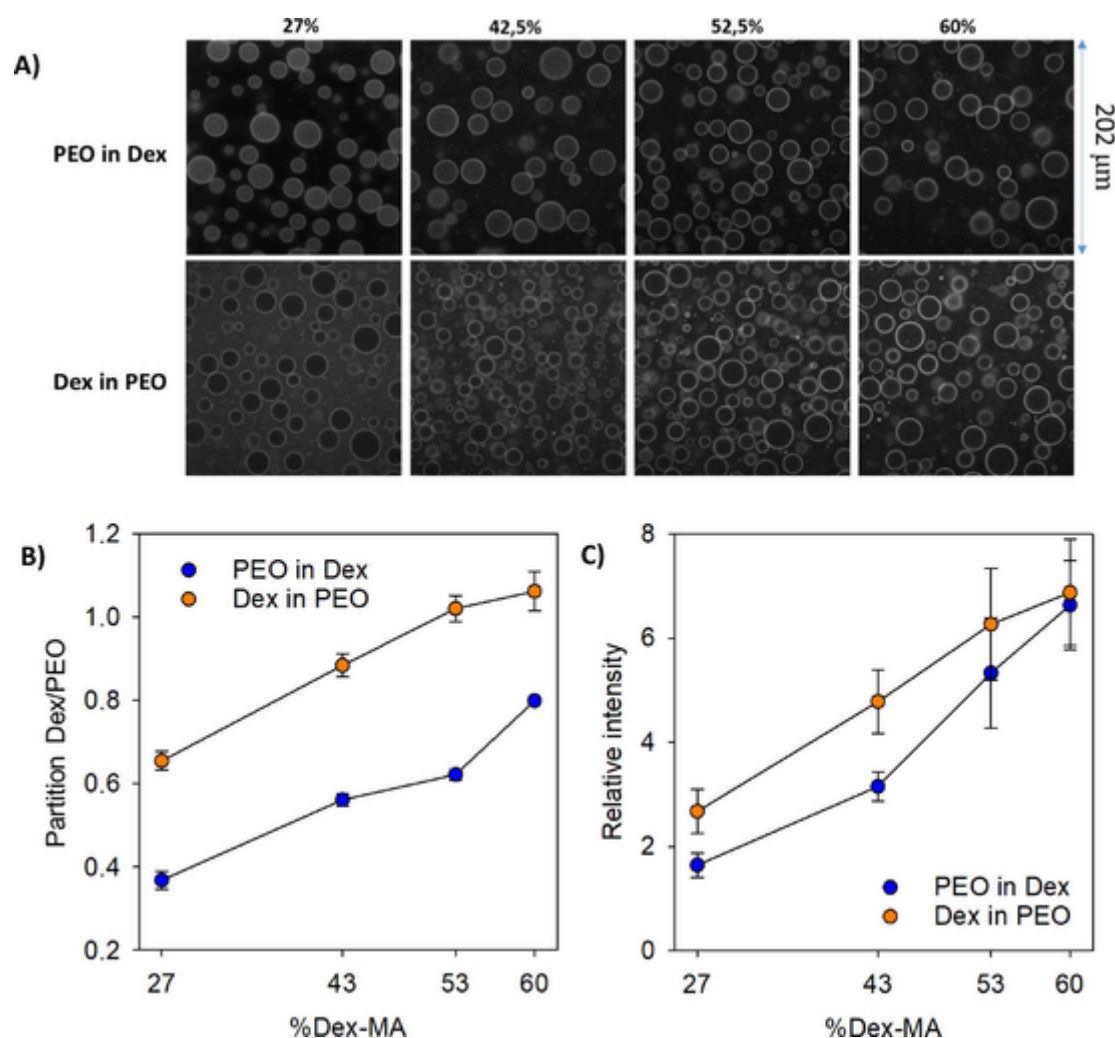 27% 42,5% 52,5% 60%
A)
PEO in Dex
202 μm
Dex in PEO
B)
1.2
1.0
0.8
0.6
0.4
0.2
Partition Dex/PEO
PEO in Dex
Dex in PEO
27 43 53 60
%Dex-MA
C)
8
6
4
2
0
Relative intensity
PEO in Dex
Dex in PEO
27 43 53 60
%Dex-MA